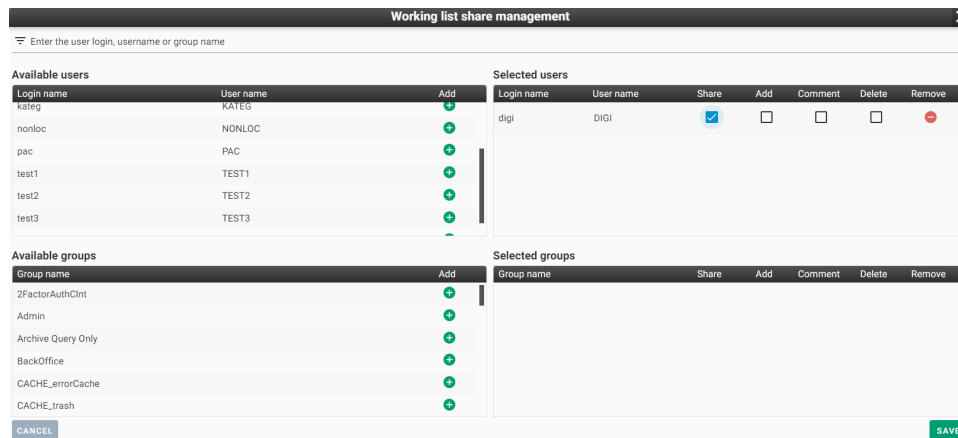 Working list share management
Enter the user login, username or group name
Available users
Login name User name Add
kateg KATEG
nonloc NONLOC
pac PAC
test1 TEST1
test2 TEST2
test3 TEST3
Selected users
Login name User name Share Add Comment Delete Remove
digi DIGI
Available groups
Group name Add
2FactorAuthClnt
Admin
Archive Query Only
BackOffice
CACHE_errorCache
CACHE_trash
Selected groups
Group name Share Add Comment Delete Remove
CANCEL
SAVE